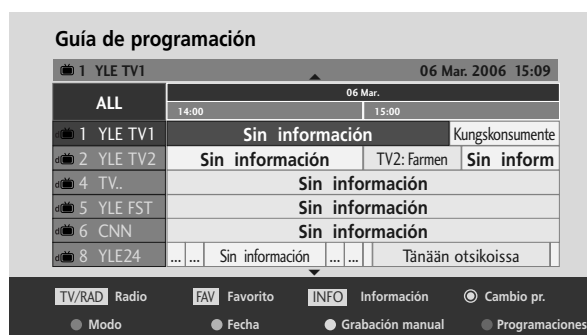 Guía de programación
1 YLE TV1 06 Mar. 2006 15:09
ALL 06 Mar.
14:00 15:00
1 YLE TV1 Sin información Kungskonsumente
2 YLE TV2 Sin información TV2: Farmen Sin inform
4 TV.. Sin información
5 YLE FST Sin información
6 CNN Sin información
8 YLE24 ... ... Sin información ... ... Tänään otsikoissa
TV/RAD Radio FAV Favorito INFO Información Cambio pr.
Modo Fecha Grabación manual Programaciones